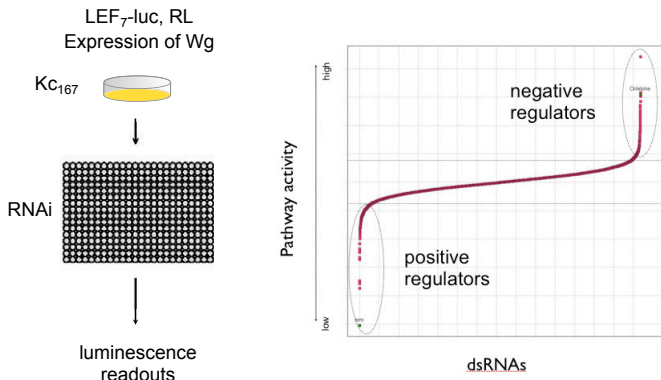 LEF₇-luc, RL
Expression of Wg
Kc₁₆₇
RNAi
luminescence
readouts
high
Pathway activity
low
negative
regulators
positive
regulators
dsRNAs